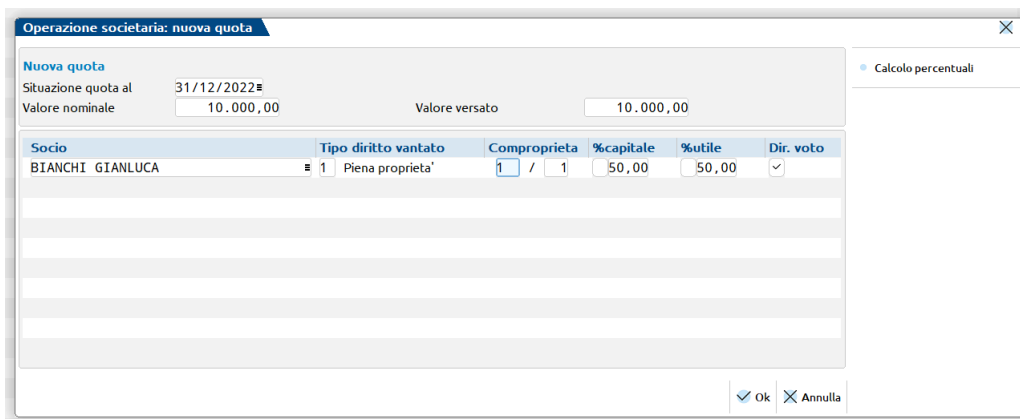 Operazione societaria: nuova quota
Nuova quota
Situazione quota al 31/12/2022
Valore nominale 10.000,00 Valore versato 10.000,00
Calcolo percentuali
Socio Tipo diritto vantato Comproprieta %capitale %utile Dir. voto
BIANCHI GIANLUCA 1 Piena proprieta' 1 / 1 50,00 50,00
Ok Annulla